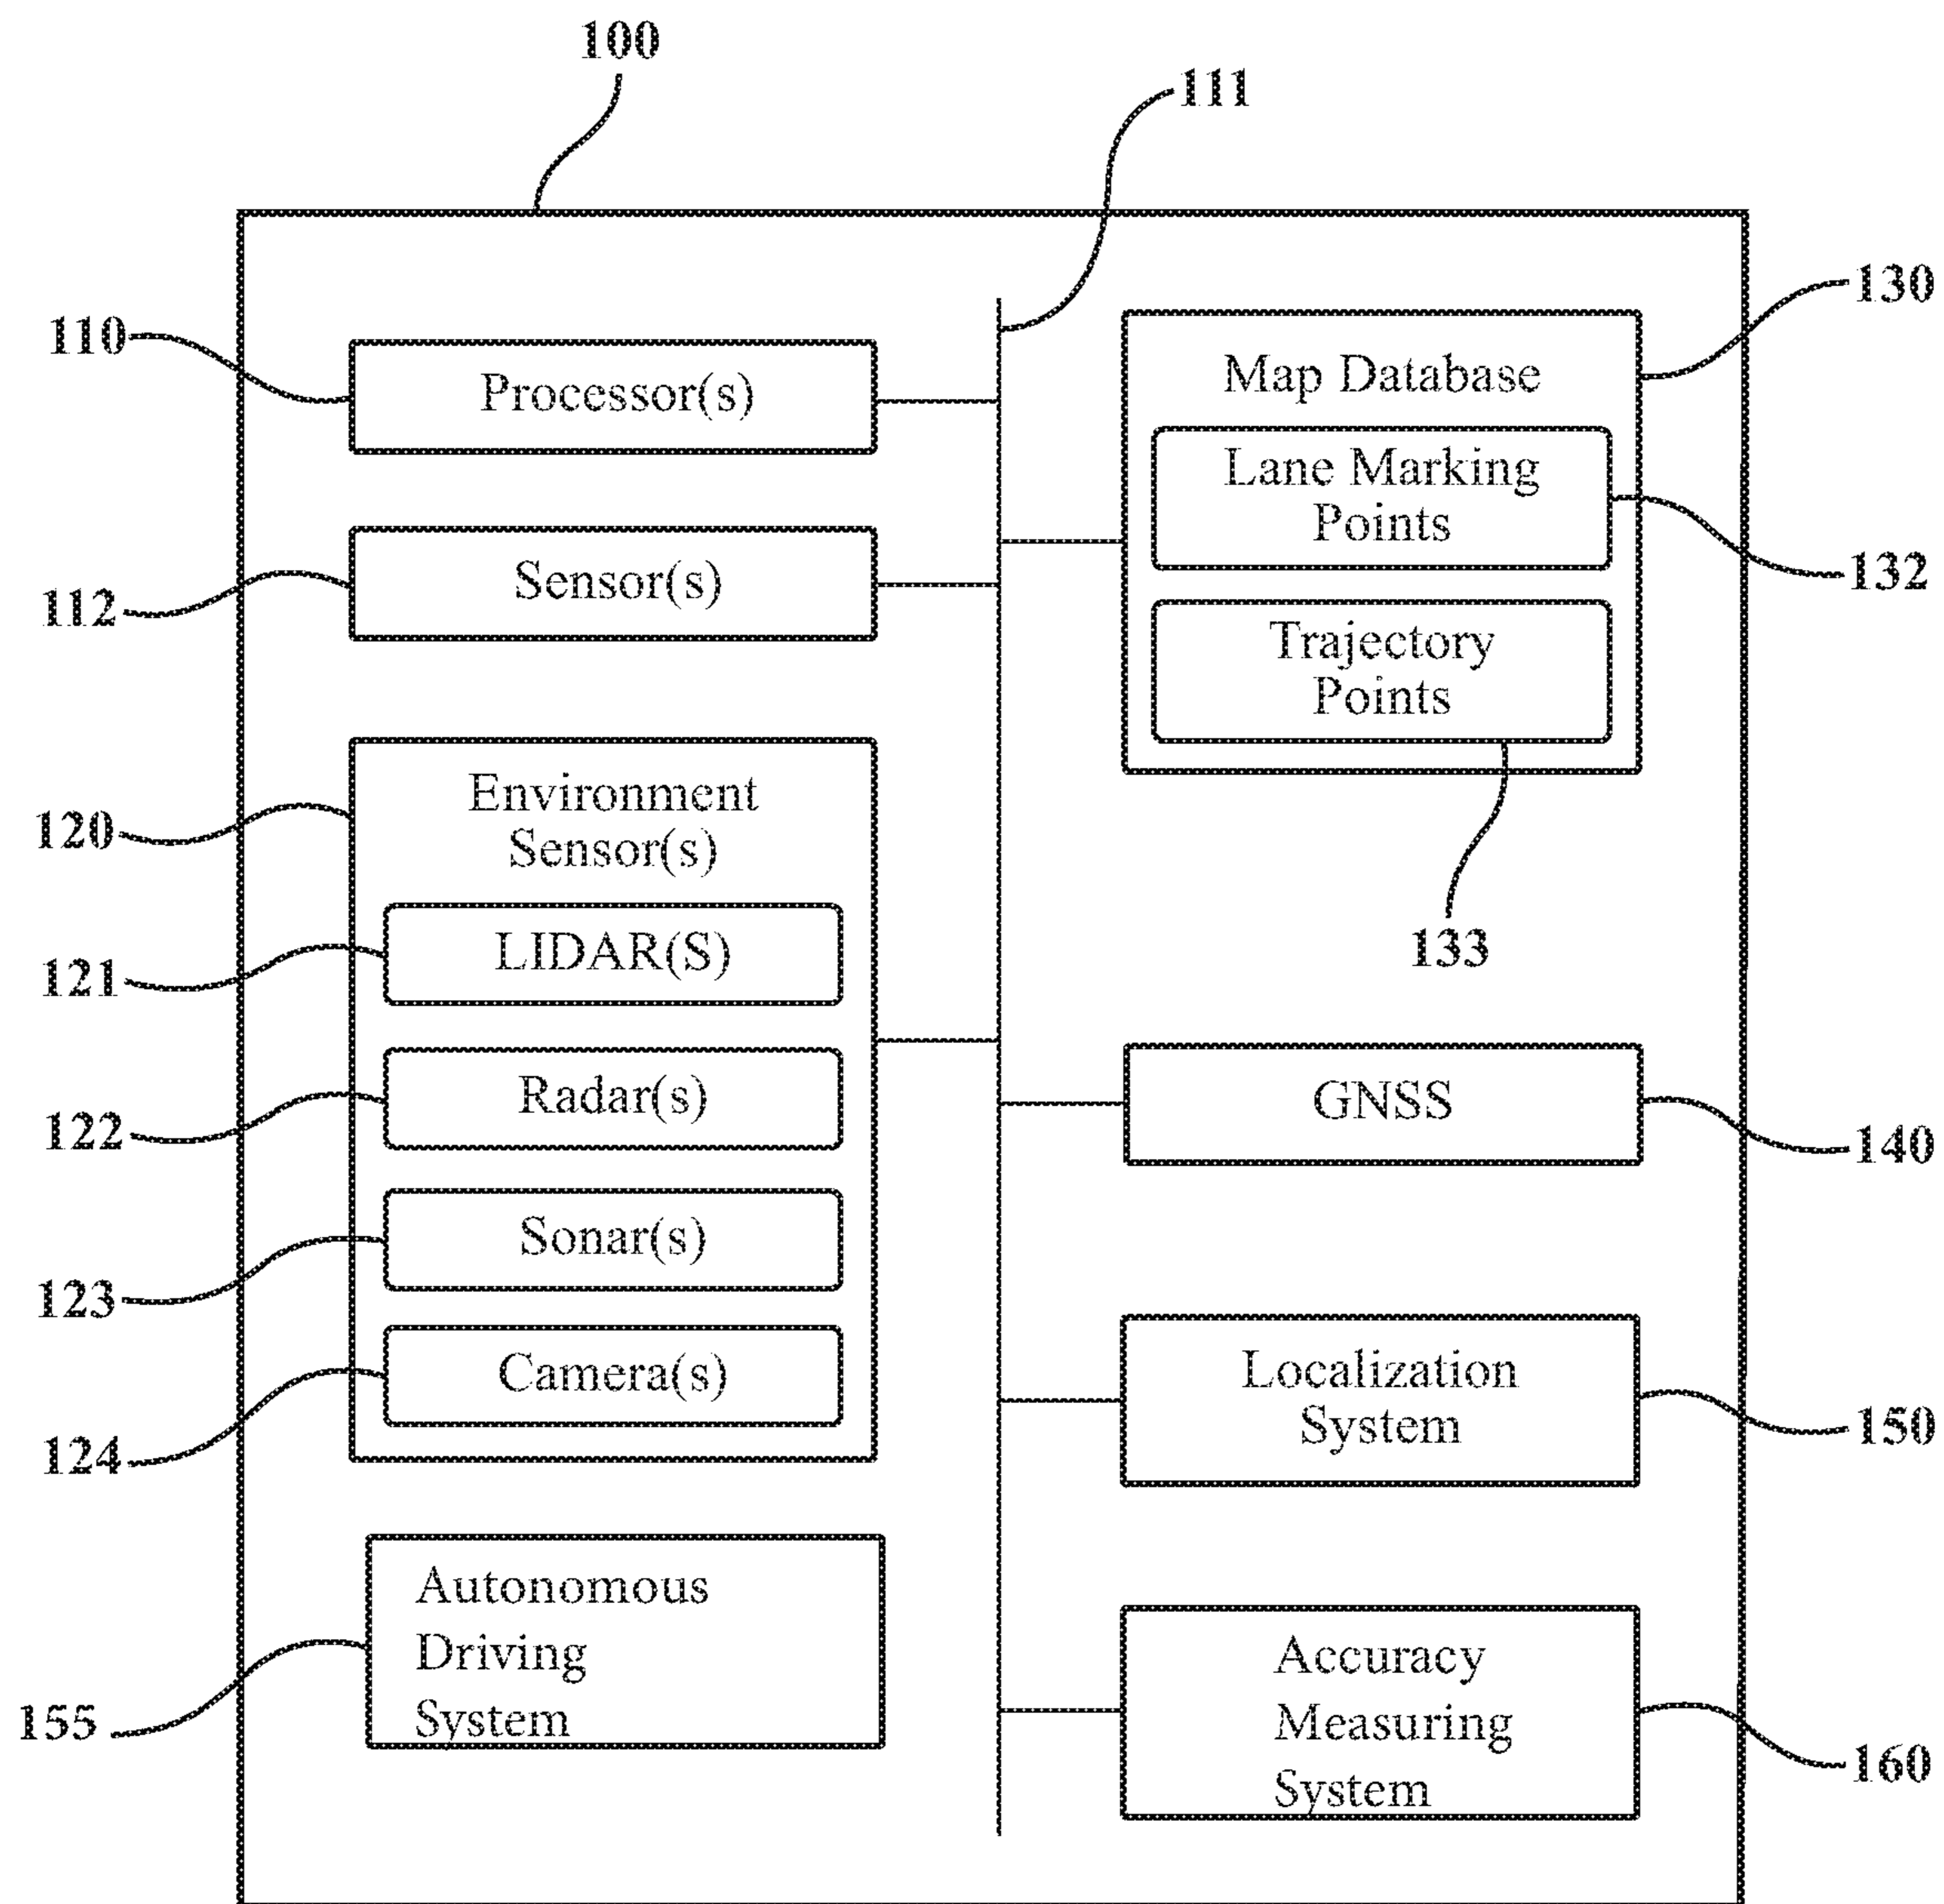 100
111
110
Processor(s)
130
Map Database
Lane Marking
Points
132
112
Sensor(s)
Trajectory
Points
133
120
Environment
Sensor(s)
121
LIDAR(S)
122
Radar(s)
123
Sonar(s)
124
Camera(s)
GNSS
140
Localization
System
150
155
Autonomous
Driving
System
Accuracy
Measuring
System
160